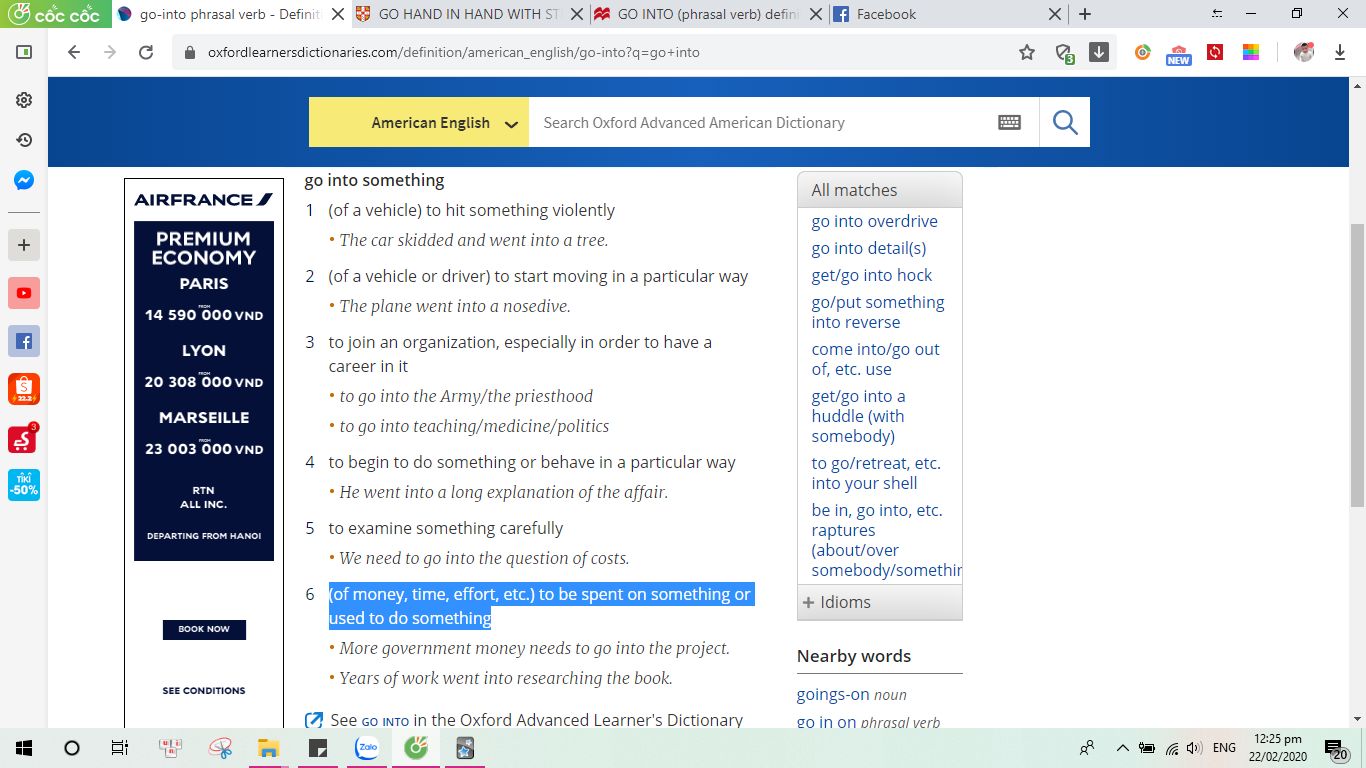 cốc cốc
go-into phrasal verb - Definiti
GO HAND IN HAND WITH ST
GO INTO (phrasal verb) defini
Facebook
oxfordlearnersdictionaries.com/definition/american_english/go-into?q=go+into
3
NEW
American English
Search Oxford Advanced American Dictionary
AIRFRANCE
PREMIUM
ECONOMY
PARIS
FROM
14 590 000 VND
LYON
FROM
20 308 000 VND
MARSEILLE
FROM
23 003 000 VND
RTN
ALL INC.
DEPARTING FROM HANOI
BOOK NOW
SEE CONDITIONS
go into something
1 (of a vehicle) to hit something violently
• The car skidded and went into a tree.
2 (of a vehicle or driver) to start moving in a particular way
• The plane went into a nosedive.
3 to join an organization, especially in order to have a
career in it
• to go into the Army/the priesthood
• to go into teaching/medicine/politics
4 to begin to do something or behave in a particular way
• He went into a long explanation of the affair.
5 to examine something carefully
• We need to go into the question of costs.
6 (of money, time, effort, etc.) to be spent on something or
used to do something
• More government money needs to go into the project.
• Years of work went into researching the book.
See GO INTO in the Oxford Advanced Learner's Dictionary
All matches
go into overdrive
go into detail(s)
get/go into hock
go/put something
into reverse
come into/go out
of, etc. use
get/go into a
huddle (with
somebody)
to go/retreat, etc.
into your shell
be in, go into, etc.
raptures
(about/over
somebody/somethin
+ Idioms
Nearby words
goings-on noun
go in on phrasal verb
22.2
3
TIKI
-50%
Zalo
ENG
12:25 pm
22/02/2020
20